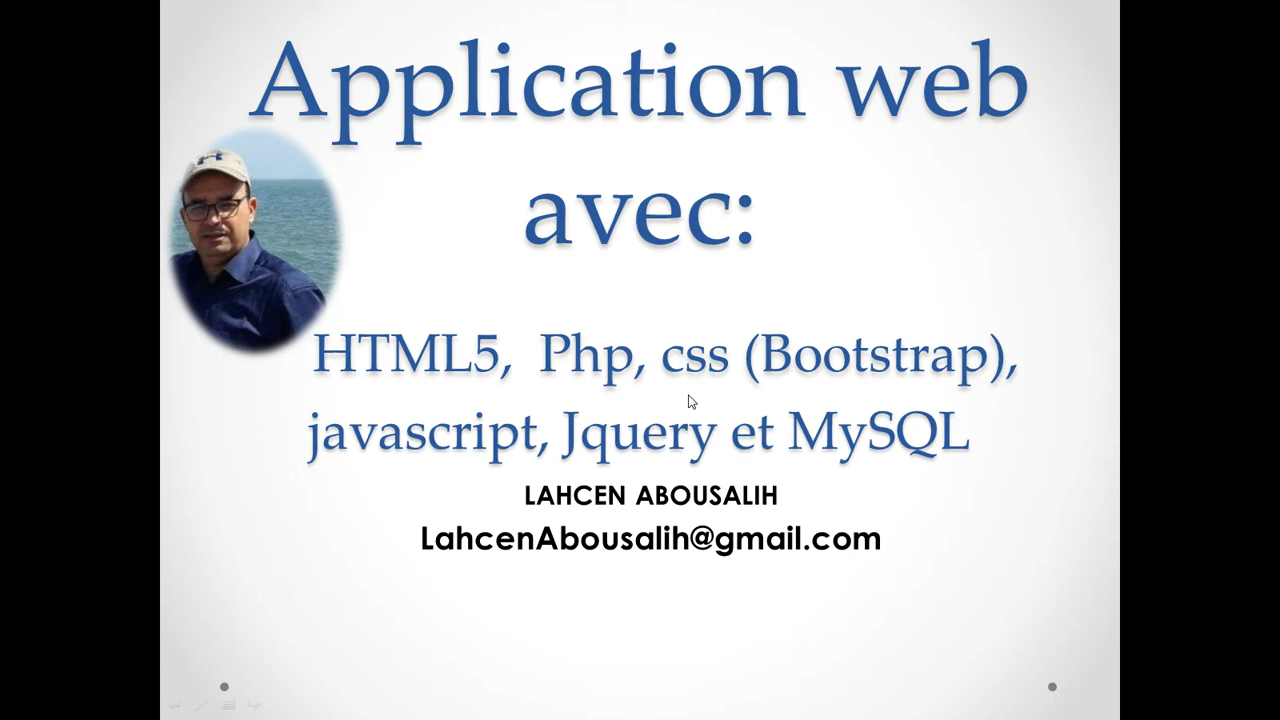 Application web
avec:
HTML5, Php, css (Bootstrap),
javascript, Jquery et MySQL
LAHCEN ABOUSALIH
LahcenAbousalih@gmail.com